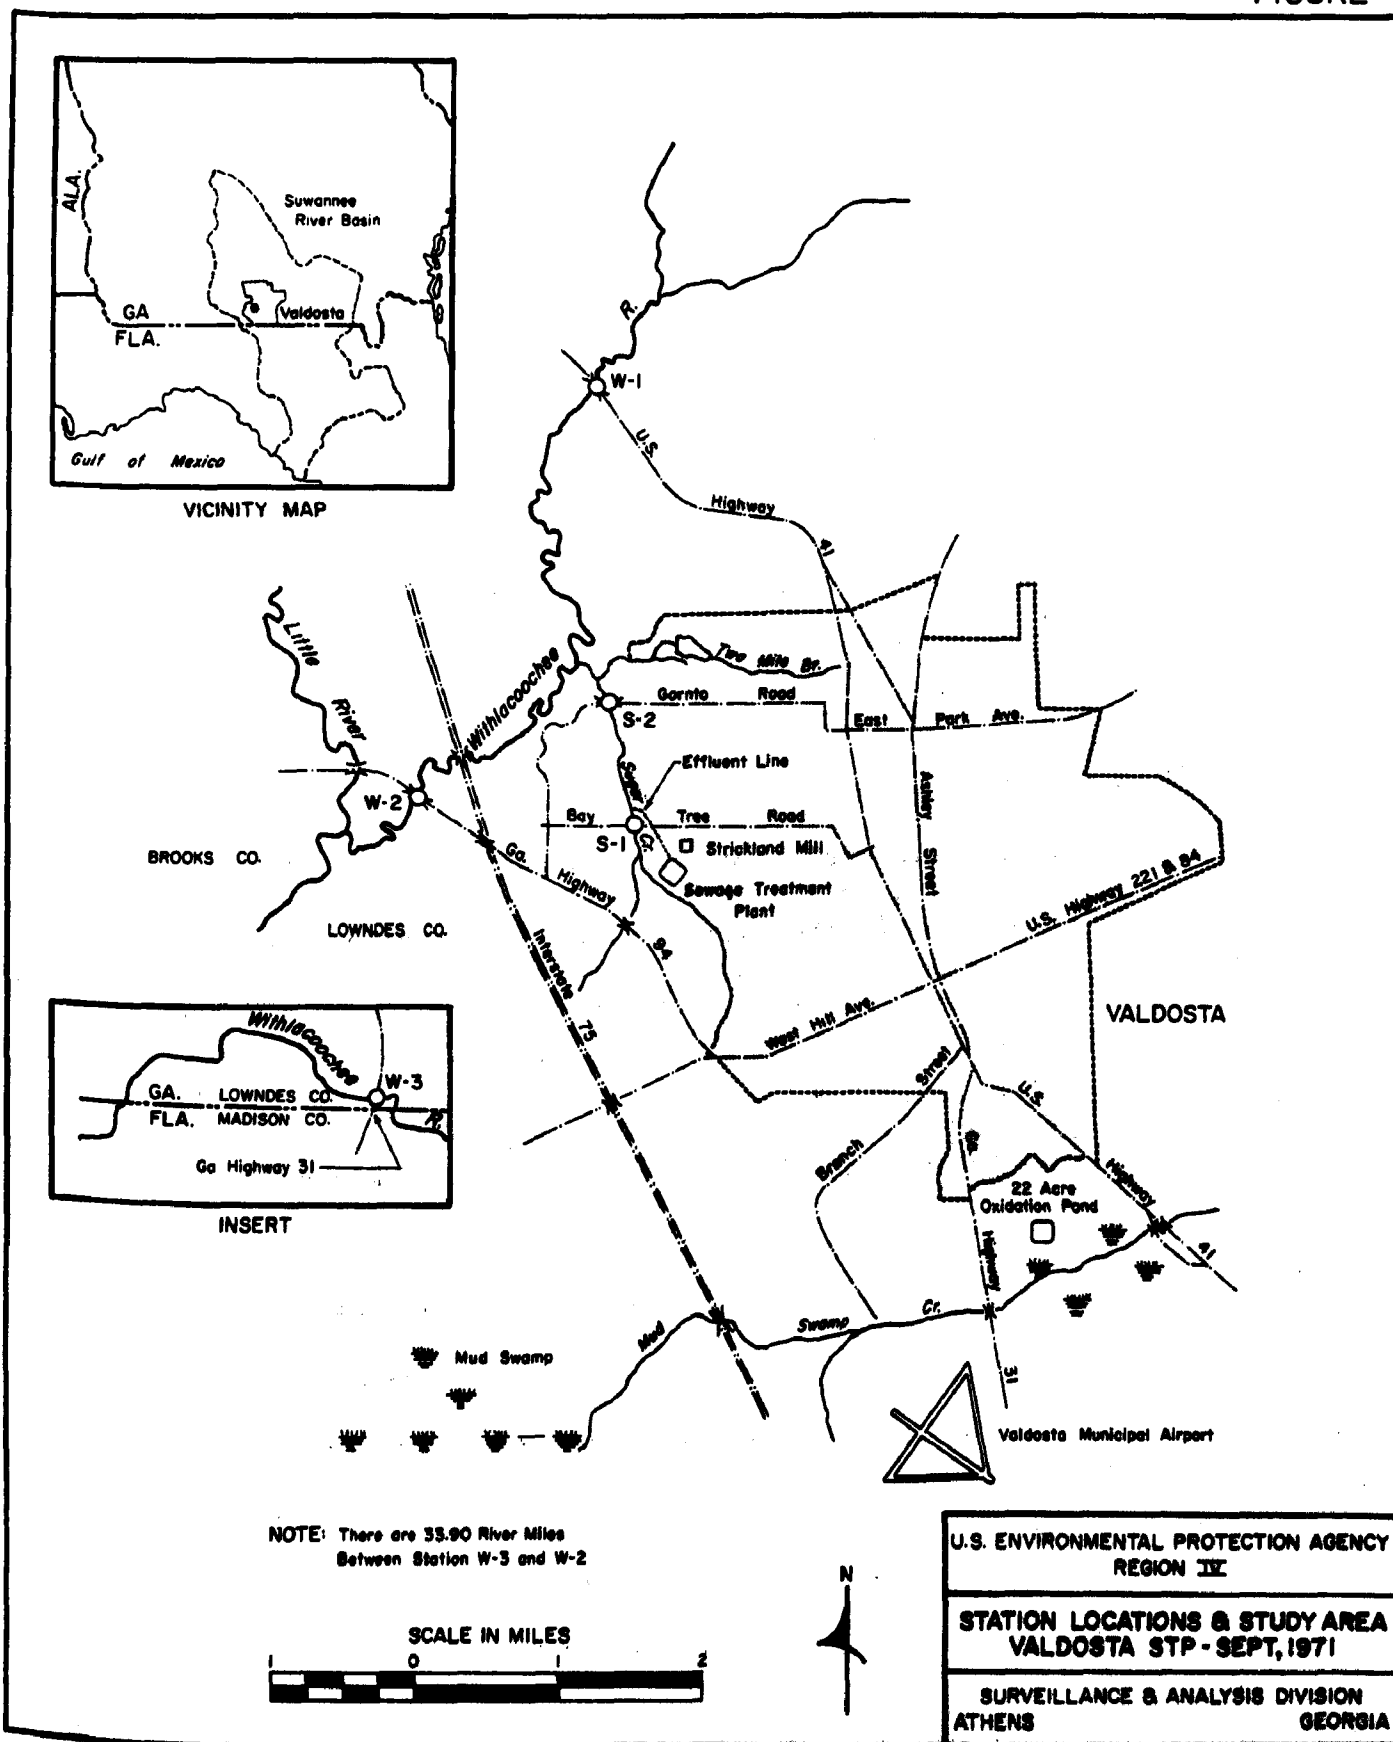 ALA.
Suwannee
River Basin
GA
Valdosta
FLA.
Gulf of Mexico
VICINITY MAP
R.
W-1
U.S.
Highway
41
Little
River
Withlacoochee
Two Mile Br.
Gornto Road
S-2
East Park Ave.
Effluent Line
Sugar
Cr.
Ashley
Street
W-2
Bay Tree Road
S-1
Strickland Mill
BROOKS CO.
Ga.
Highway
94
Sewage Treatment
Plant
U.S. Highway 221 & 84
LOWNDES CO.
Interstate
75
West Hill Ave.
VALDOSTA
Withlacoochee
W-3
GA. LOWNDES CO.
FLA. MADISON CO.
R.
Ga Highway 31
INSERT
Street
Branch
U.S.
Highway
41
Ga.
Highway
31
22 Acre
Oxidation Pond
Mud Swamp Cr.
Mud Swamp
Valdosta Municipal Airport
NOTE: There are 33.90 River Miles
Between Station W-3 and W-2
N
SCALE IN MILES
1 0 1 2
U.S. ENVIRONMENTAL PROTECTION AGENCY
REGION IV
STATION LOCATIONS & STUDY AREA
VALDOSTA STP - SEPT, 1971
SURVEILLANCE & ANALYSIS DIVISION
ATHENS GEORGIA